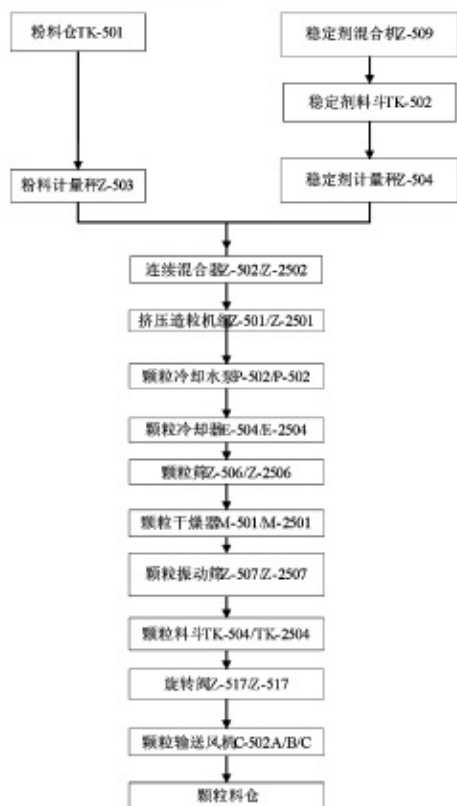 粉料仓TK-501
稳定剂混合机Z-509
稳定剂料斗TK-502
粉料计量秤Z-503
稳定剂计量秤Z-504
连续混合器Z-502/Z-2502
挤压造粒机组Z-501/Z-2501
颗粒冷却水泵P-502/P-502
颗粒冷却器E-504/E-2504
颗粒筛Z-506/Z-2506
颗粒干燥器M-501/M-2501
颗粒振动筛Z-507/Z-2507
颗粒料斗TK-504/TK-2504
旋转阀Z-517/Z-517
颗粒输送风机C-502A/B/C
颗粒料仓